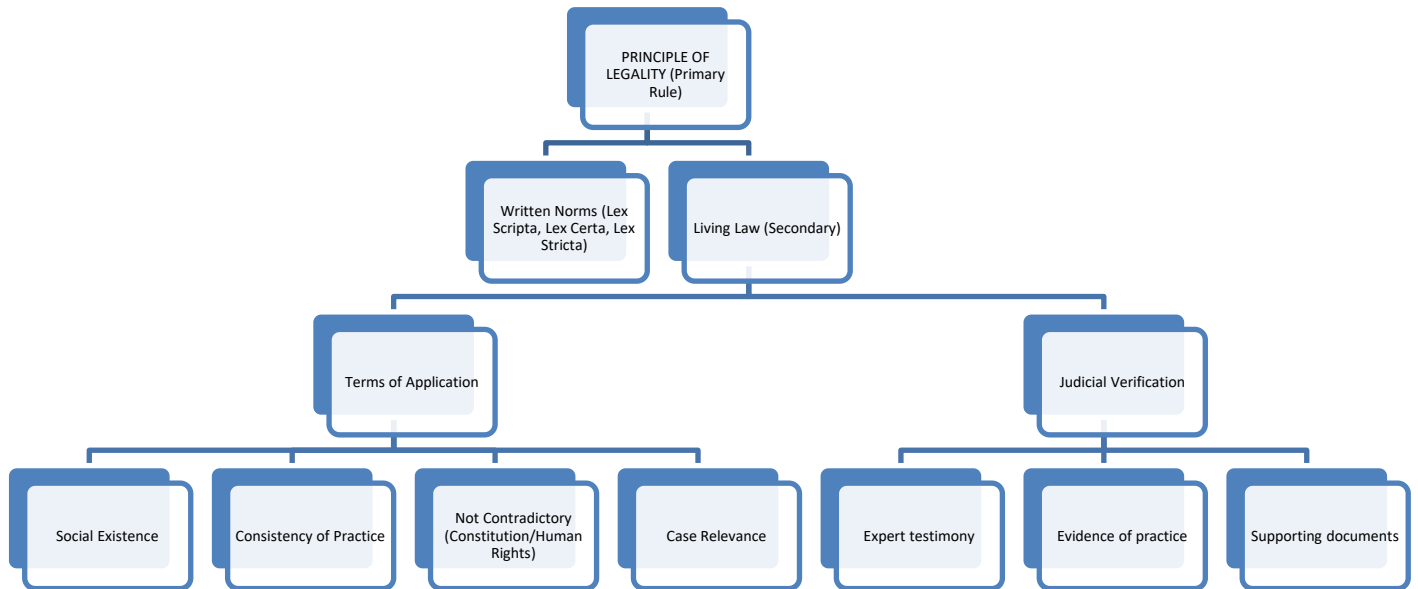 PRINCIPLE OF
LEGALITY (Primary
Rule)
Written Norms (Lex
Scripta, Lex Certa, Lex
Stricta)
Living Law (Secondary)
Terms of Application
Judicial Verification
Social Existence
Consistency of Practice
Not Contradictory
(Constitution/Human
Rights)
Case Relevance
Expert testimony
Evidence of practice
Supporting documents